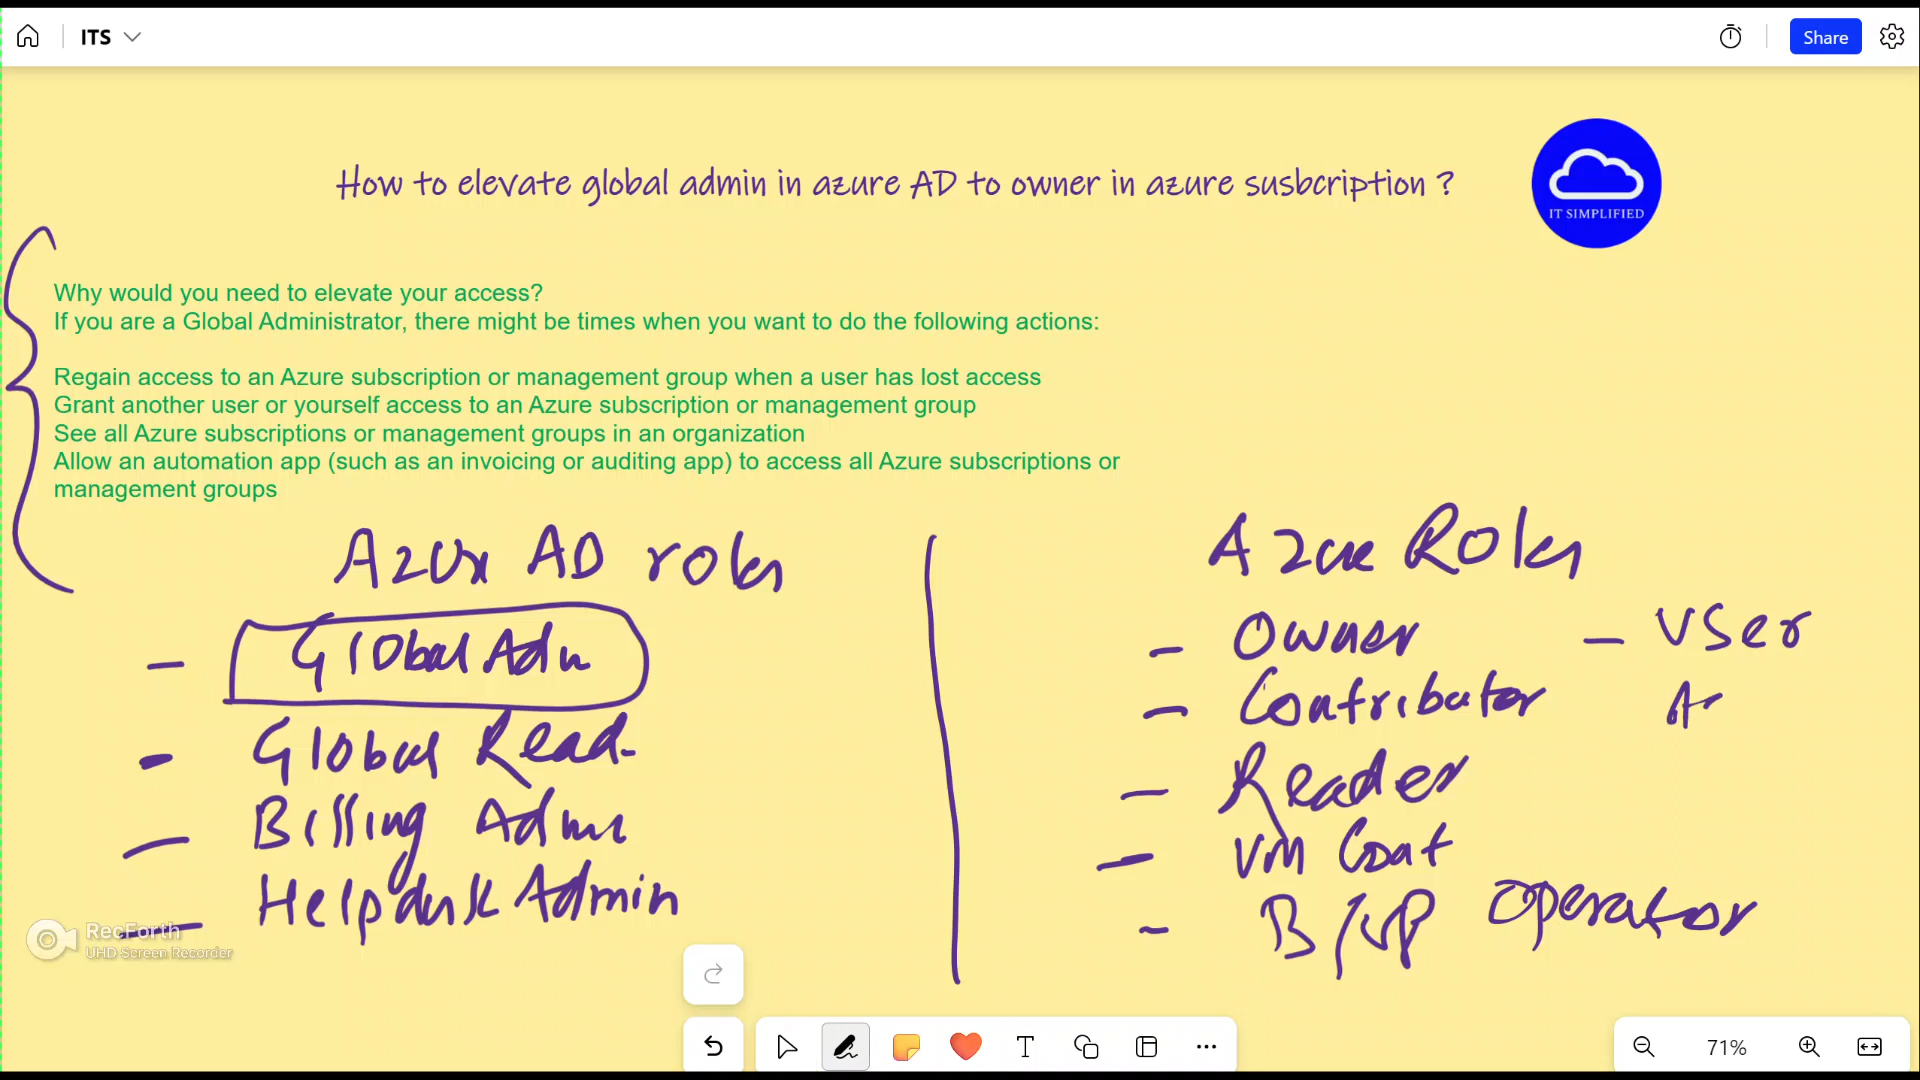 ITS
Share
How to elevate global admin in azure AD to owner in azure susbcription ?
IT SIMPLIFIED
Why would you need to elevate your access?
If you are a Global Administrator, there might be times when you want to do the following actions:
Regain access to an Azure subscription or management group when a user has lost access
Grant another user or yourself access to an Azure subscription or management group
See all Azure subscriptions or management groups in an organization
Allow an automation app (such as an invoicing or auditing app) to access all Azure subscriptions or
management groups
Azure AD roles
- Global Adm
- Global Read-
- Billing Admi
- Helpdesk Admin
Azure Roles
- Owner
- Contributor
- Reader
- VM Cont
- B/up operator
- User
A
RecForth
UHD Screen Recorder
71%